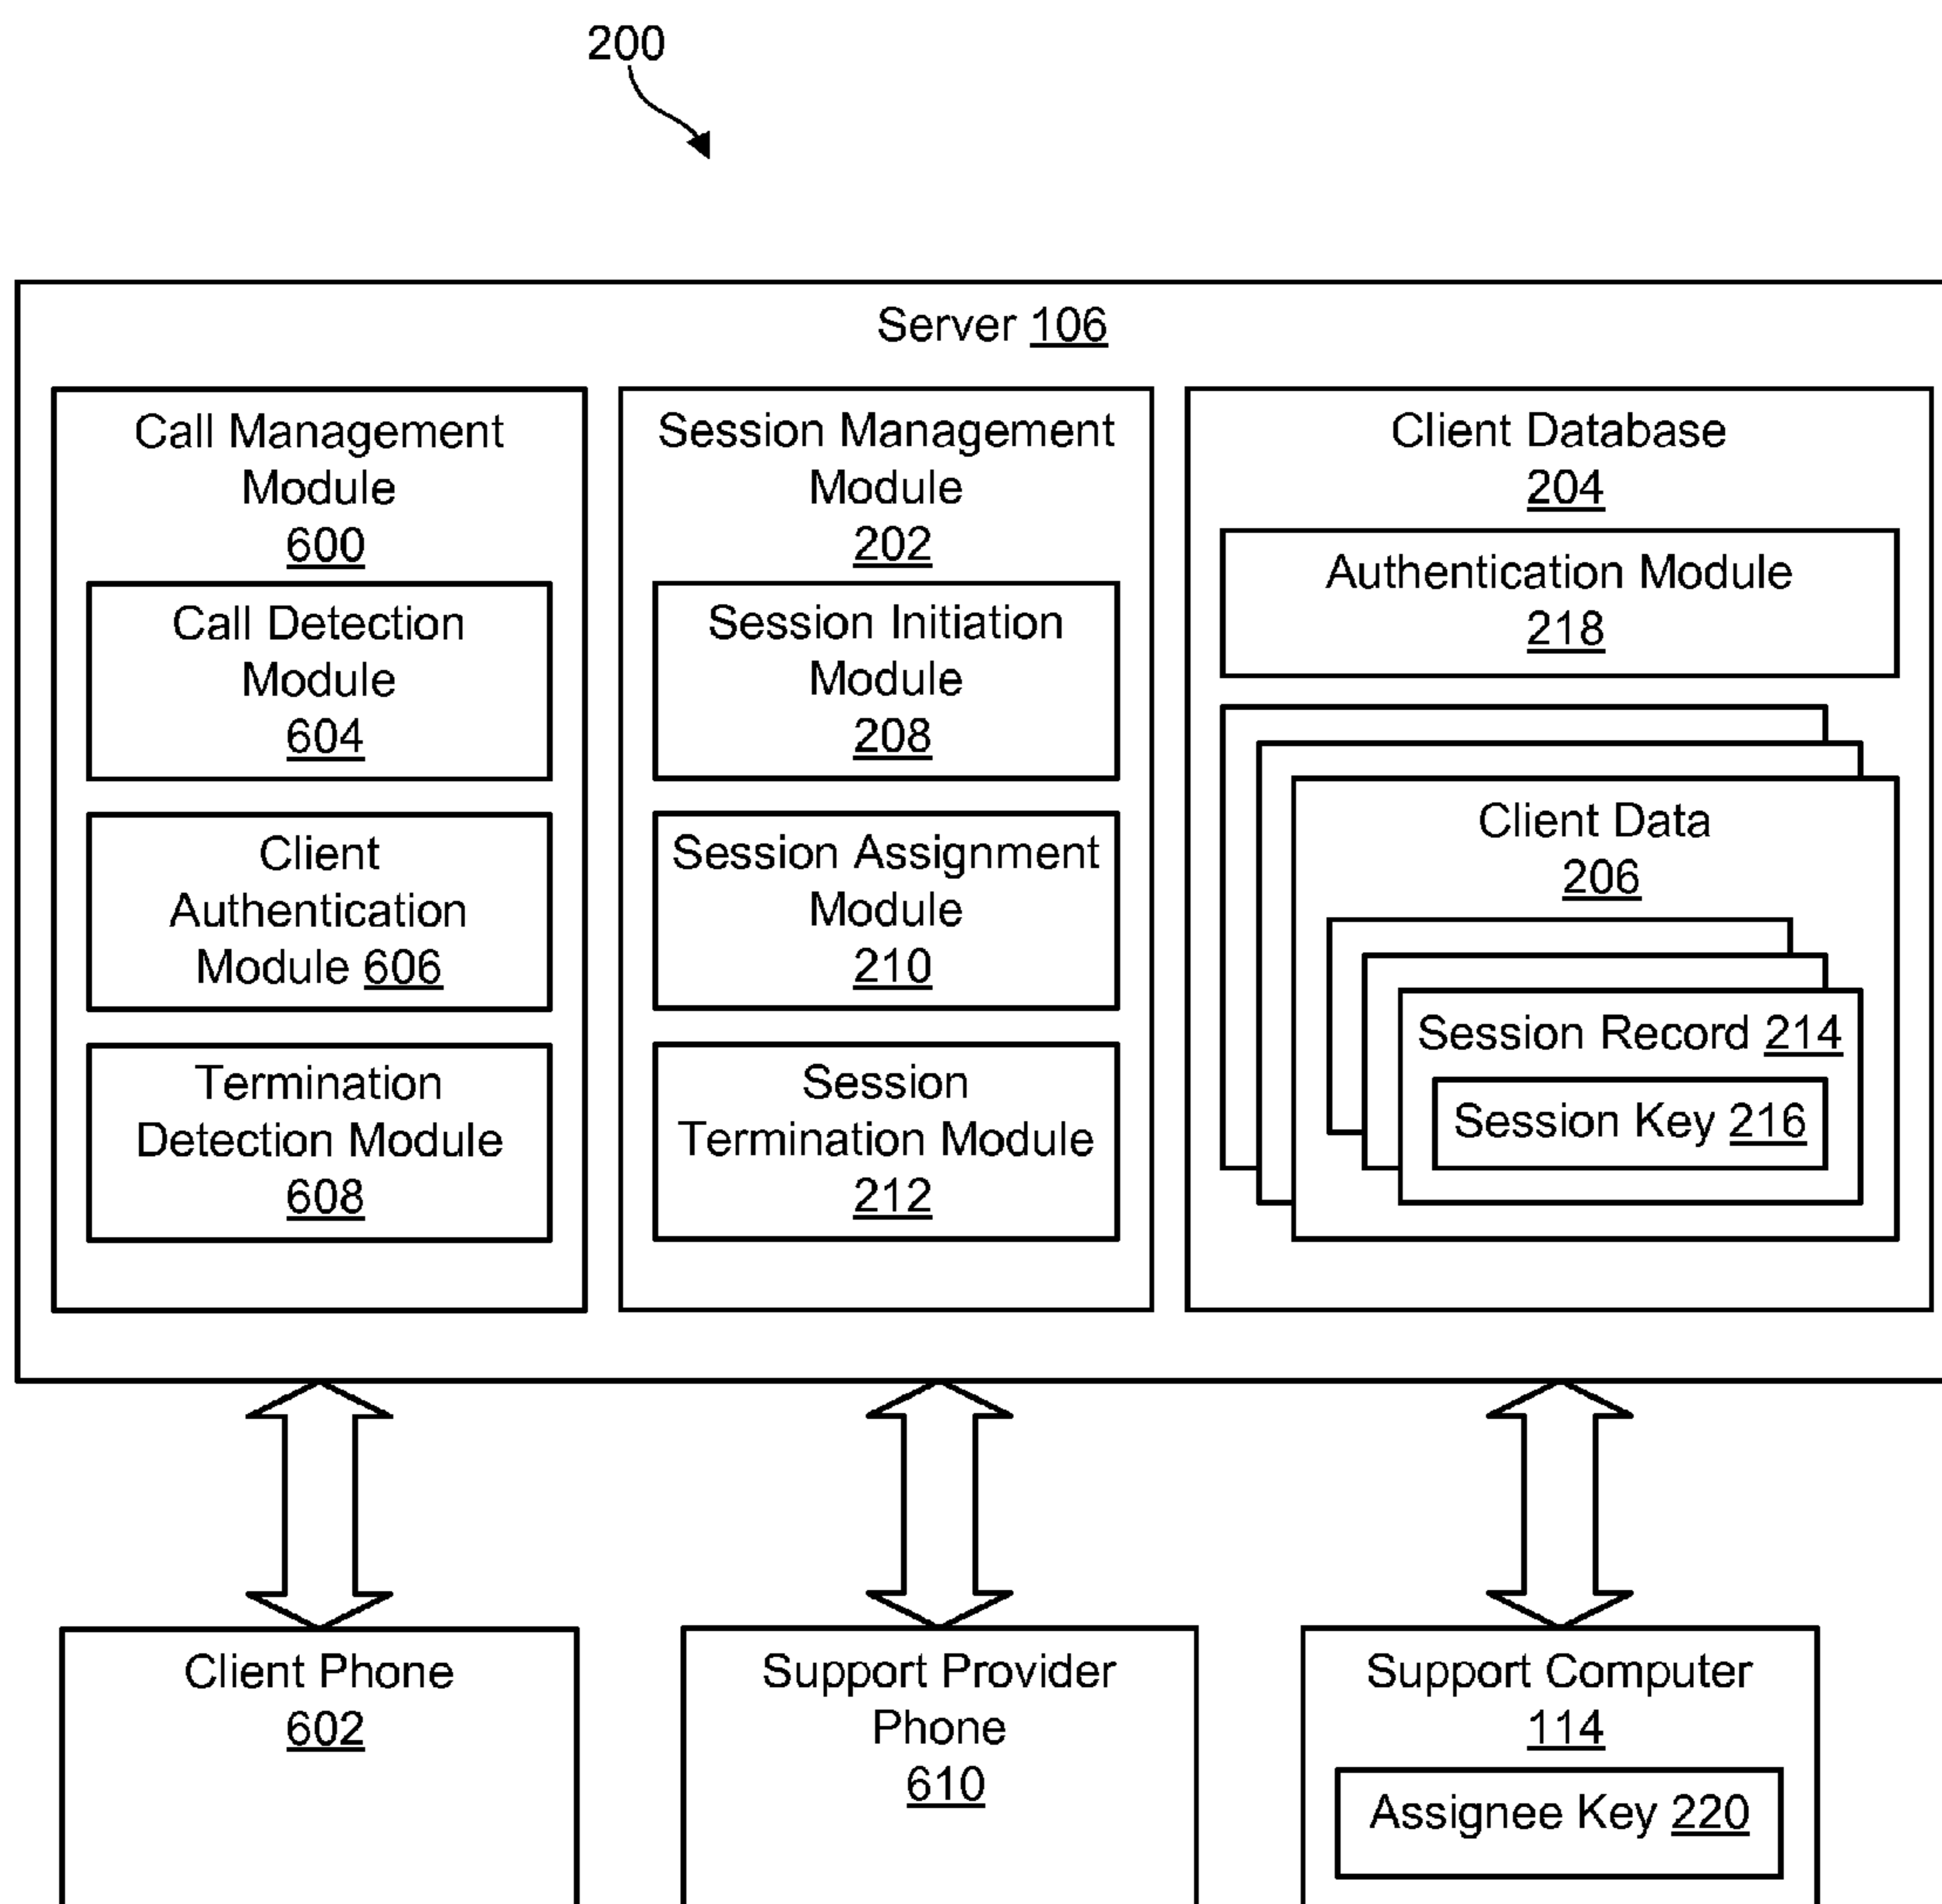 200
Server 106
Call Management
Module
600
Call Detection
Module
604
Client
Authentication
Module 606
Termination
Detection Module
608
Session Management
Module
202
Session Initiation
Module
208
Session Assignment
Module
210
Session
Termination Module
212
Client Database
204
Authentication Module
218
Client Data
206
Session Record 214
Session Key 216
Client Phone
602
Support Provider
Phone
610
Support Computer
114
Assignee Key 220